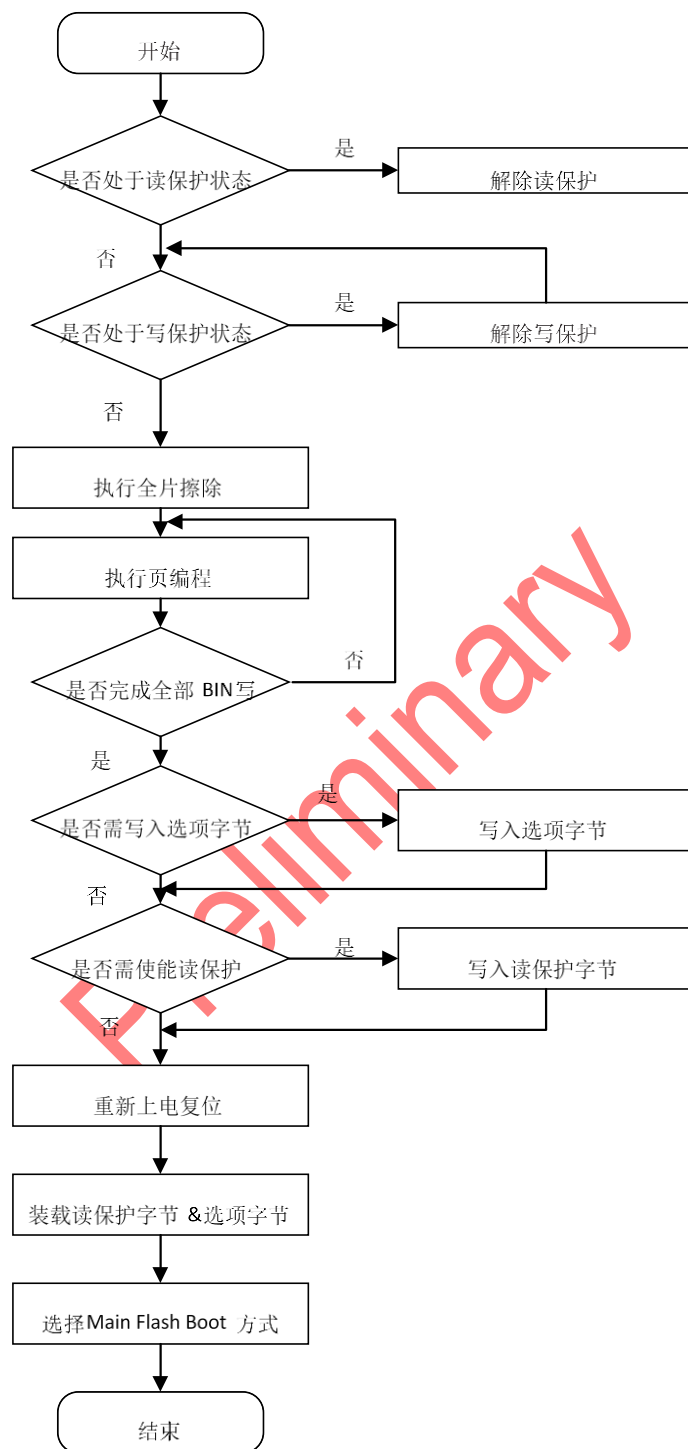 开始
是否处于读保护状态
是
解除读保护
否
是否处于写保护状态
是
解除写保护
否
执行全片擦除
执行页编程
是否完成全部 BIN写
否
是
是否需写入选项字节
是
写入选项字节
否
是否需使能读保护
是
写入读保护字节
否
重新上电复位
装载读保护字节 &选项字节
选择Main Flash Boot 方式
结束
Preliminary